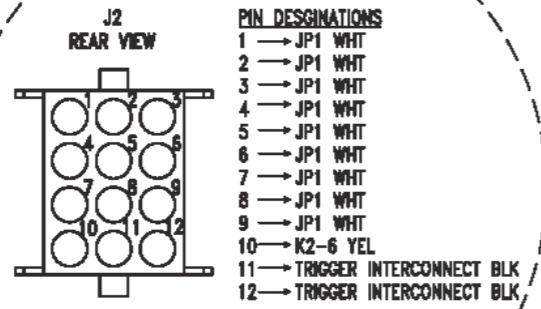 J2
REAR VIEW
1 2 3
4 5 6
7 8 9
10 11 12
PIN DESGINATIONS
1 → JP1 WHT
2 → JP1 WHT
3 → JP1 WHT
4 → JP1 WHT
5 → JP1 WHT
6 → JP1 WHT
7 → JP1 WHT
8 → JP1 WHT
9 → JP1 WHT
10 → K2-6 YEL
11 → TRIGGER INTERCONNECT BLK
12 → TRIGGER INTERCONNECT BLK